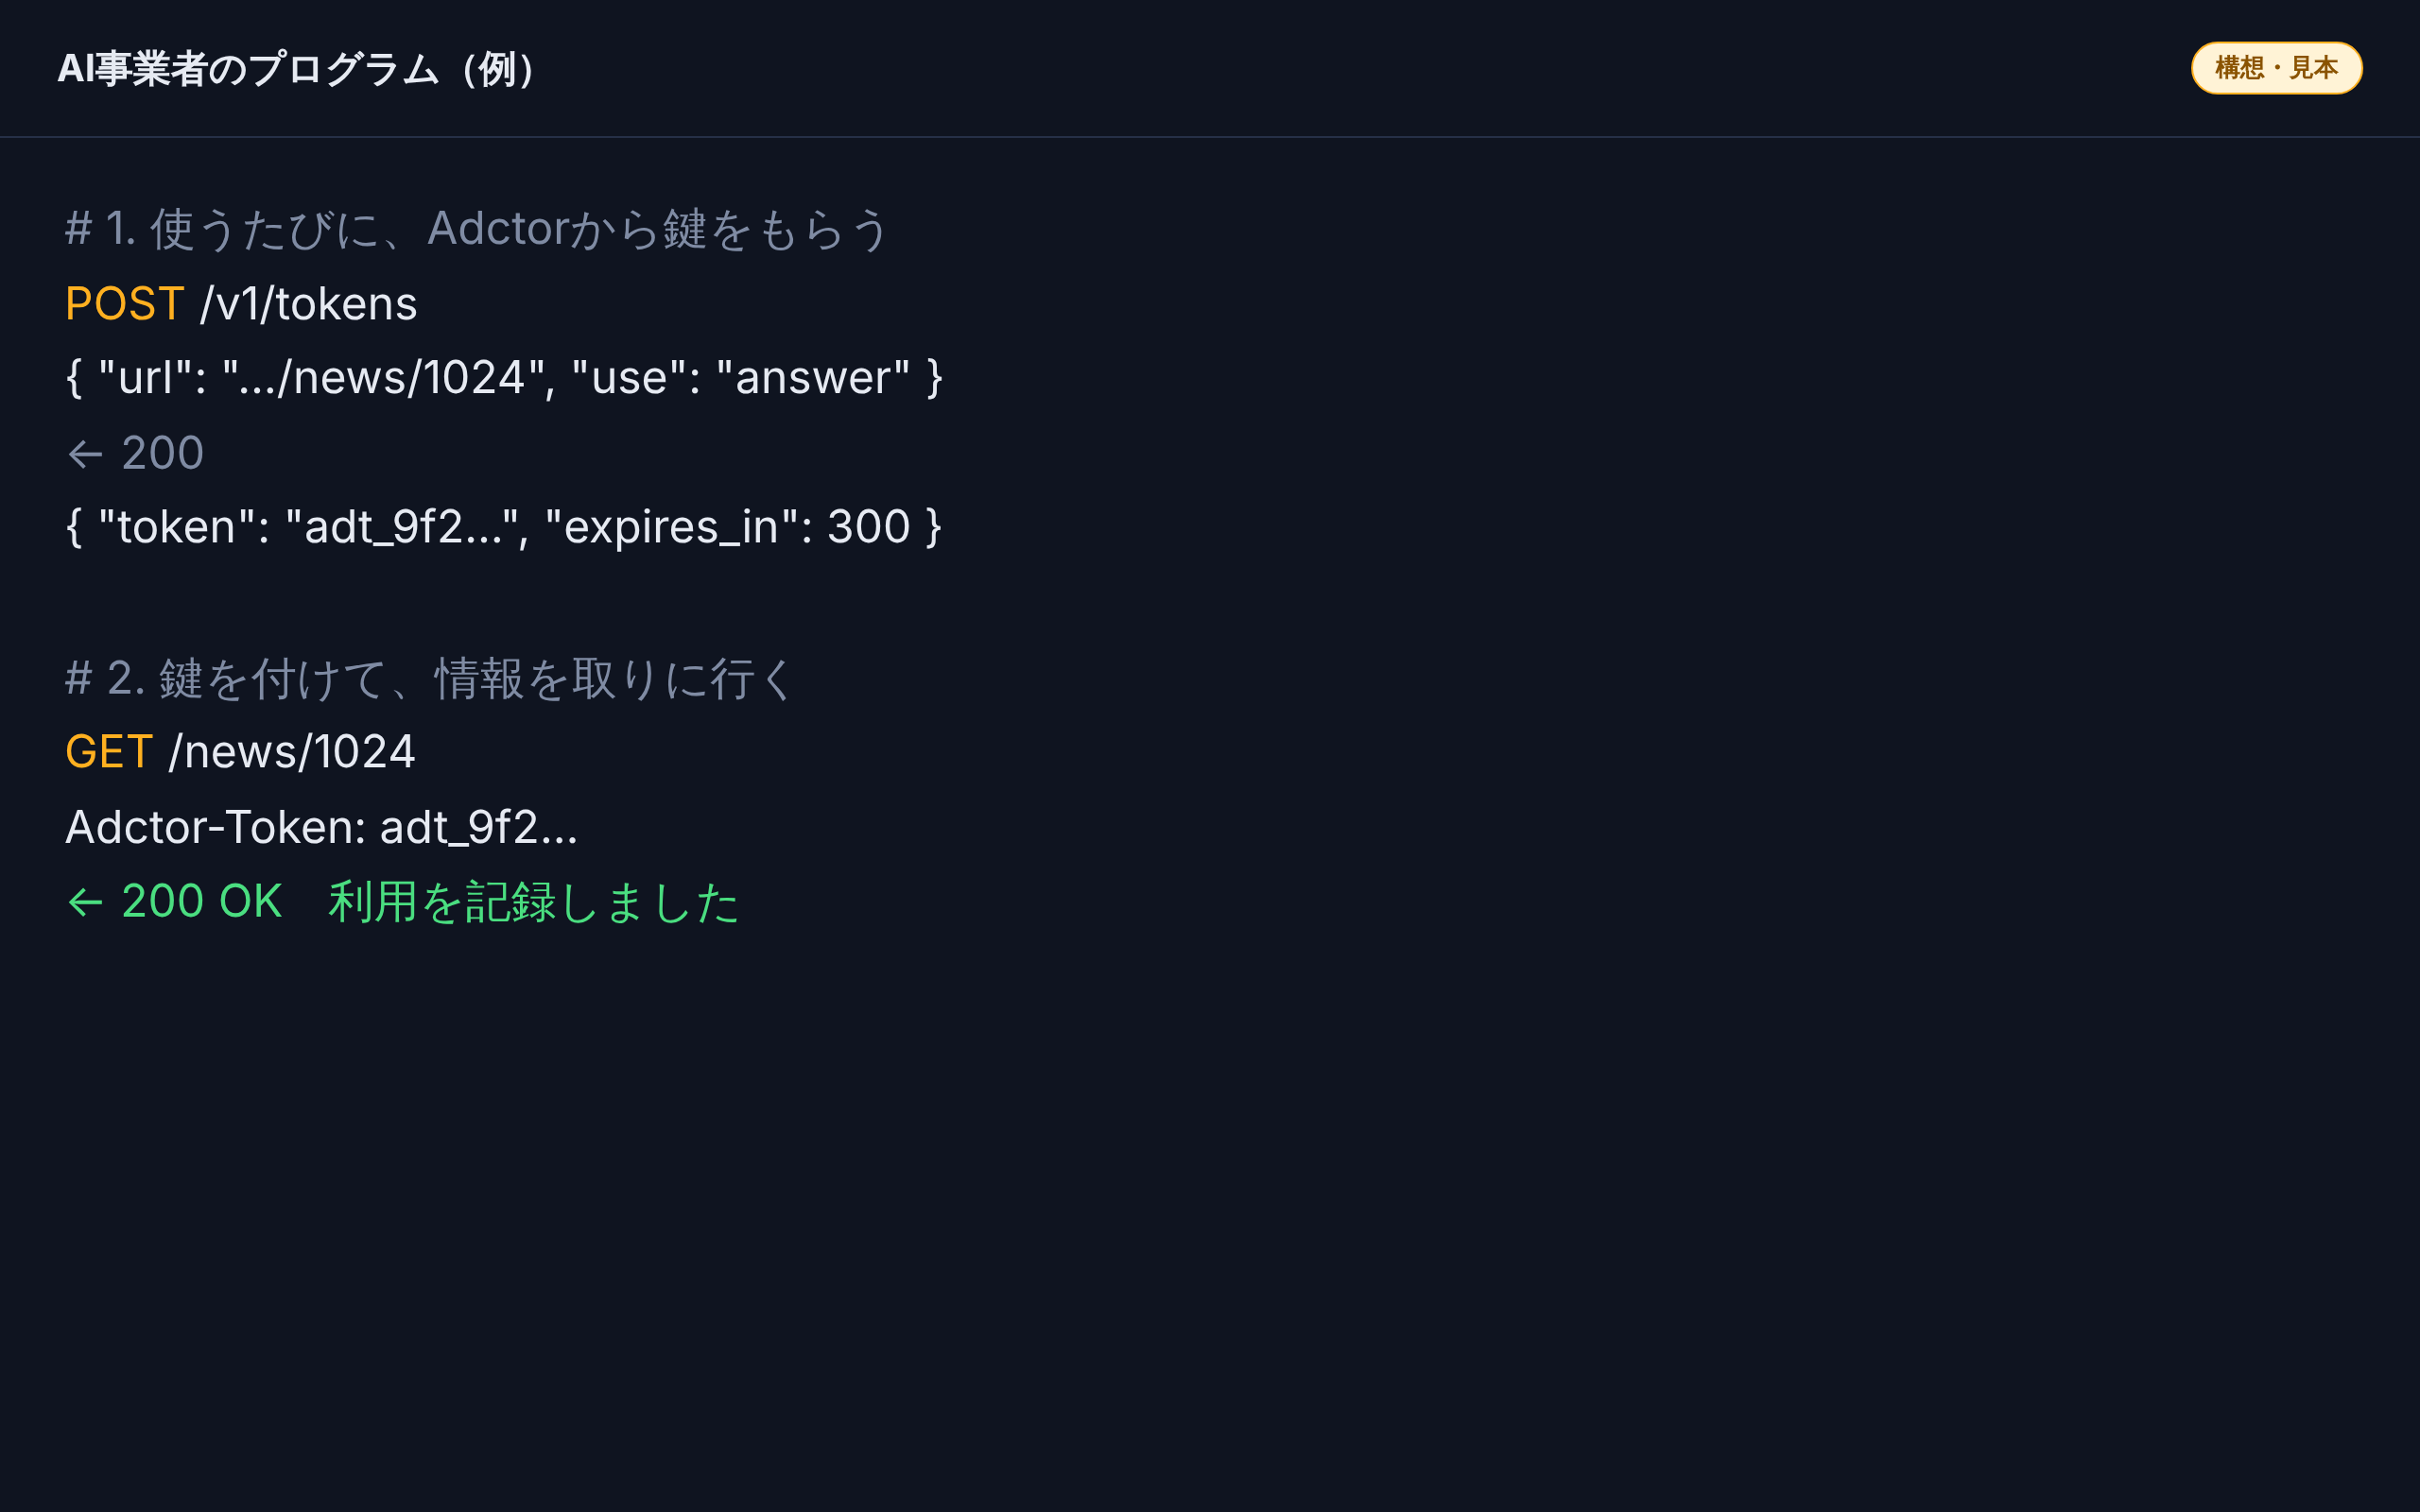 AI事業者のプログラム（例）
構想・見本
# 1. 使うたびに、Adctorから鍵をもらう
POST /v1/tokens
{ "url": "…/news/1024", "use": "answer" }
← 200
{ "token": "adt_9f2…", "expires_in": 300 }
# 2. 鍵を付けて、情報を取りに行く
GET /news/1024
Adctor-Token: adt_9f2…
← 200 OK　利用を記録しました